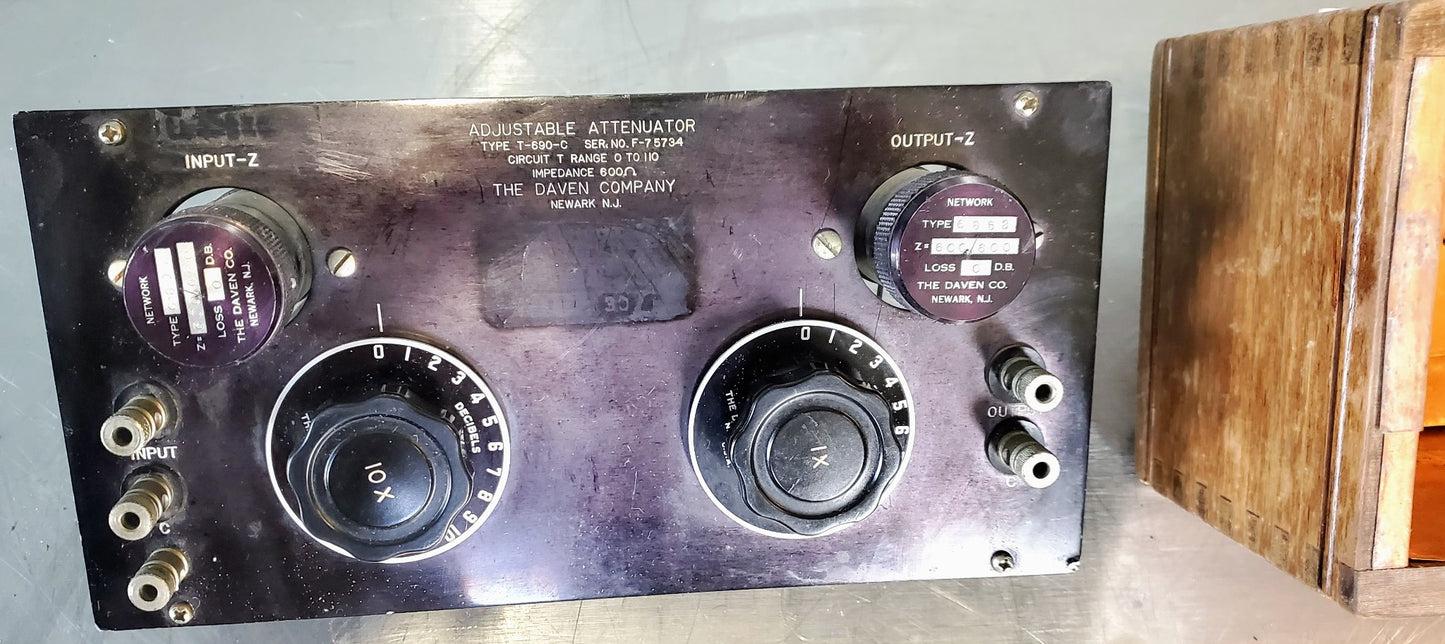 ADJUSTABLE ATTENUATOR
TYPE T-690-C SER. NO. F-75734
CIRCUIT T RANGE 0 TO 110
IMPEDANCE 600Ω
THE DAVEN COMPANY
NEWARK N.J.
INPUT-Z
NETWORK
TYPE
Z=
LOSS 0 D.B.
THE DAVEN CO.
NEWARK, N.J.
OUTPUT-Z
NETWORK
TYPE
Z= 600/600
LOSS D.B.
THE DAVEN CO.
NEWARK, N.J.
0 1 2 3 4 5 6 7 8 9
DECIBELS
10X
0 1 2 3 4 5 6
THE
1X
INPUT
C
C